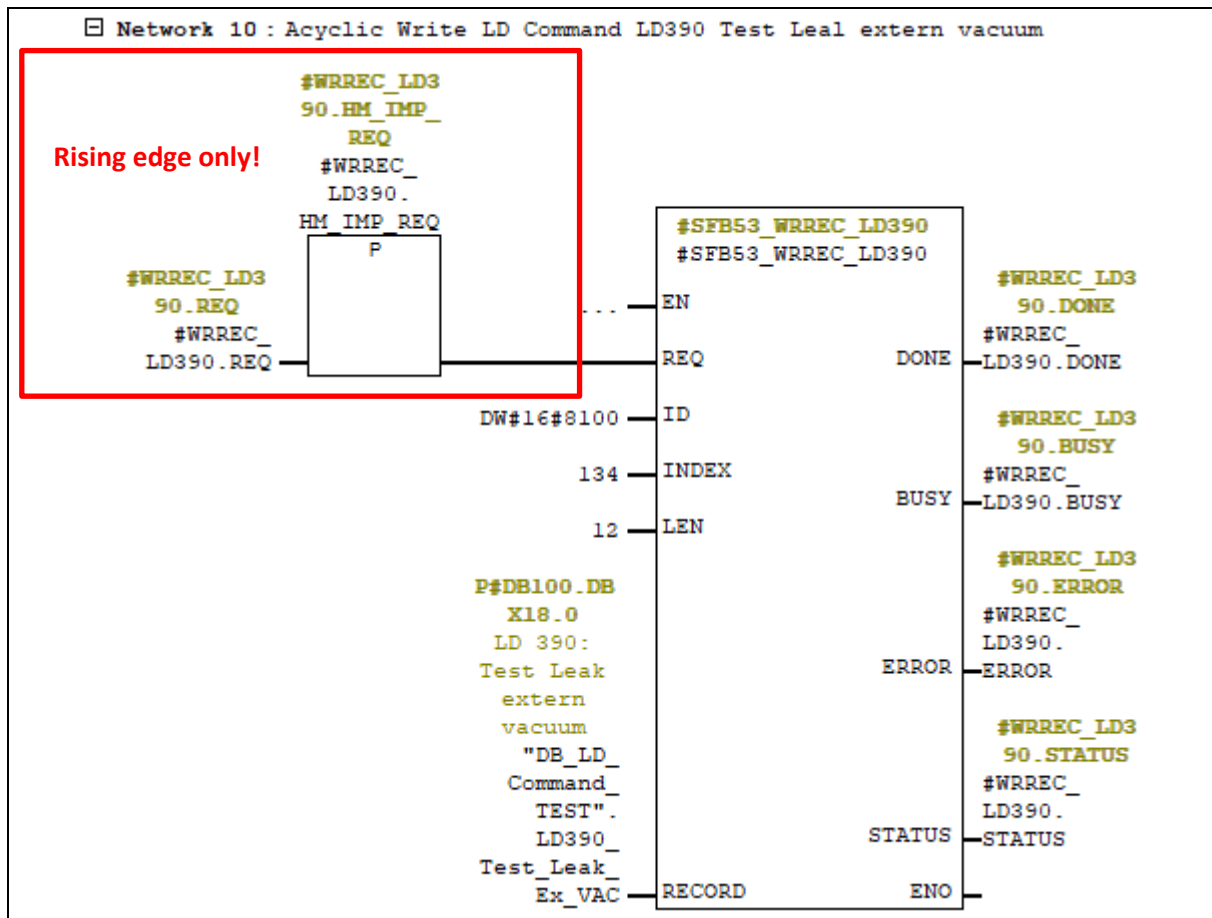 Network 10 : Acyclic Write LD Command LD390 Test Leal extern vacuum
#WRREC_LD3
90.HM_IMP_
REQ
#WRREC_
LD390.
HM_IMP_REQ
Rising edge only!
P
#WRREC_LD3
90.REQ
#WRREC_
LD390.REQ
#SFB53_WRREC_LD390
#SFB53_WRREC_LD390
... EN
REQ
DW#16#8100 ID
134 INDEX
12 LEN
P#DB100.DB
X18.0
LD 390:
Test Leak
extern
vacuum
"DB_LD_
Command_
TEST".
LD390_
Test_Leak_
Ex_VAC RECORD
#WRREC_LD3
90.DONE
#WRREC_
DONE LD390.DONE
#WRREC_LD3
90.BUSY
#WRREC_
BUSY LD390.BUSY
#WRREC_LD3
90.ERROR
#WRREC_
LD390.
ERROR ERROR
#WRREC_LD3
90.STATUS
#WRREC_
LD390.
STATUS STATUS
ENO